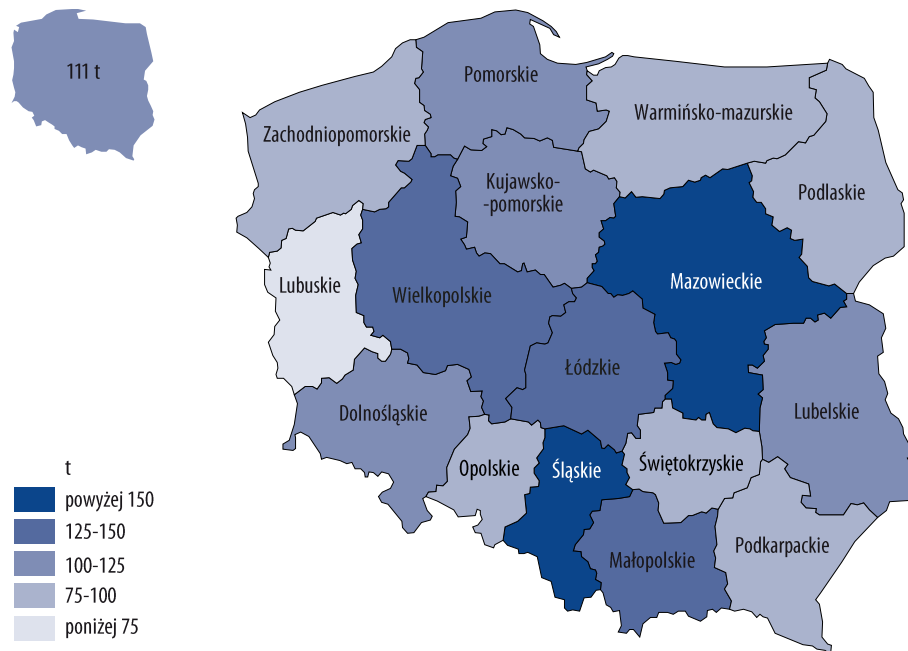 111 t
Pomorskie
Warmińsko-mazurskie
Zachodniopomorskie
Kujawsko-
-pomorskie
Podlaskie
Lubuskie
Wielkopolskie
Mazowieckie
Łódzkie
Dolnośląskie
Lubelskie
Opolskie
Śląskie
Świętokrzyskie
Małopolskie
Podkarpackie
t
powyżej 150
125-150
100-125
75-100
poniżej 75